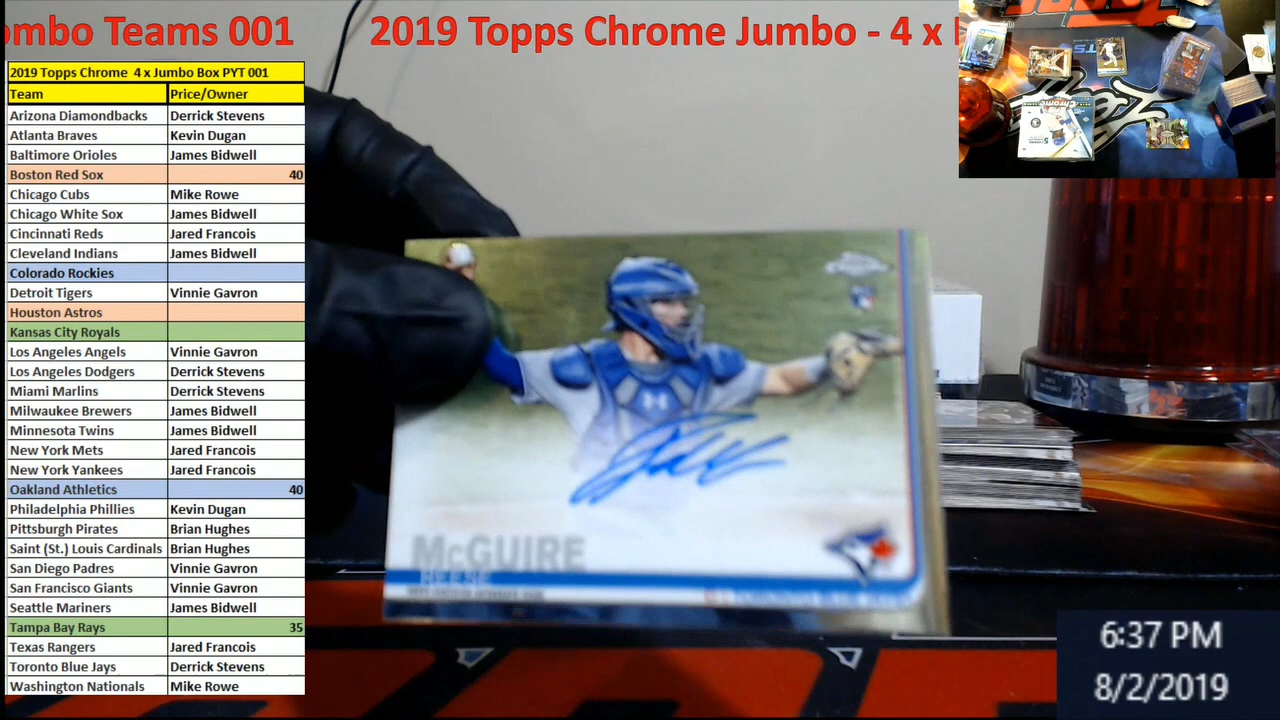 ombo Teams 001
2019 Topps Chrome Jumbo - 4 x
2019 Topps Chrome 4 x Jumbo Box PYT 001
Team Price/Owner
Arizona Diamondbacks Derrick Stevens
Atlanta Braves Kevin Dugan
Baltimore Orioles James Bidwell
Boston Red Sox 40
Chicago Cubs Mike Rowe
Chicago White Sox James Bidwell
Cincinnati Reds Jared Francois
Cleveland Indians James Bidwell
Colorado Rockies
Detroit Tigers Vinnie Gavron
Houston Astros
Kansas City Royals
Los Angeles Angels Vinnie Gavron
Los Angeles Dodgers Derrick Stevens
Miami Marlins Derrick Stevens
Milwaukee Brewers James Bidwell
Minnesota Twins James Bidwell
New York Mets Jared Francois
New York Yankees Jared Francois
Oakland Athletics 40
Philadelphia Phillies Kevin Dugan
Pittsburgh Pirates Brian Hughes
Saint (St.) Louis Cardinals Brian Hughes
San Diego Padres Vinnie Gavron
San Francisco Giants Vinnie Gavron
Seattle Mariners James Bidwell
Tampa Bay Rays 35
Texas Rangers Jared Francois
Toronto Blue Jays Derrick Stevens
Washington Nationals Mike Rowe
McGUIRE
REESE
TORONTO BLUE JAYS
6:37 PM
8/2/2019